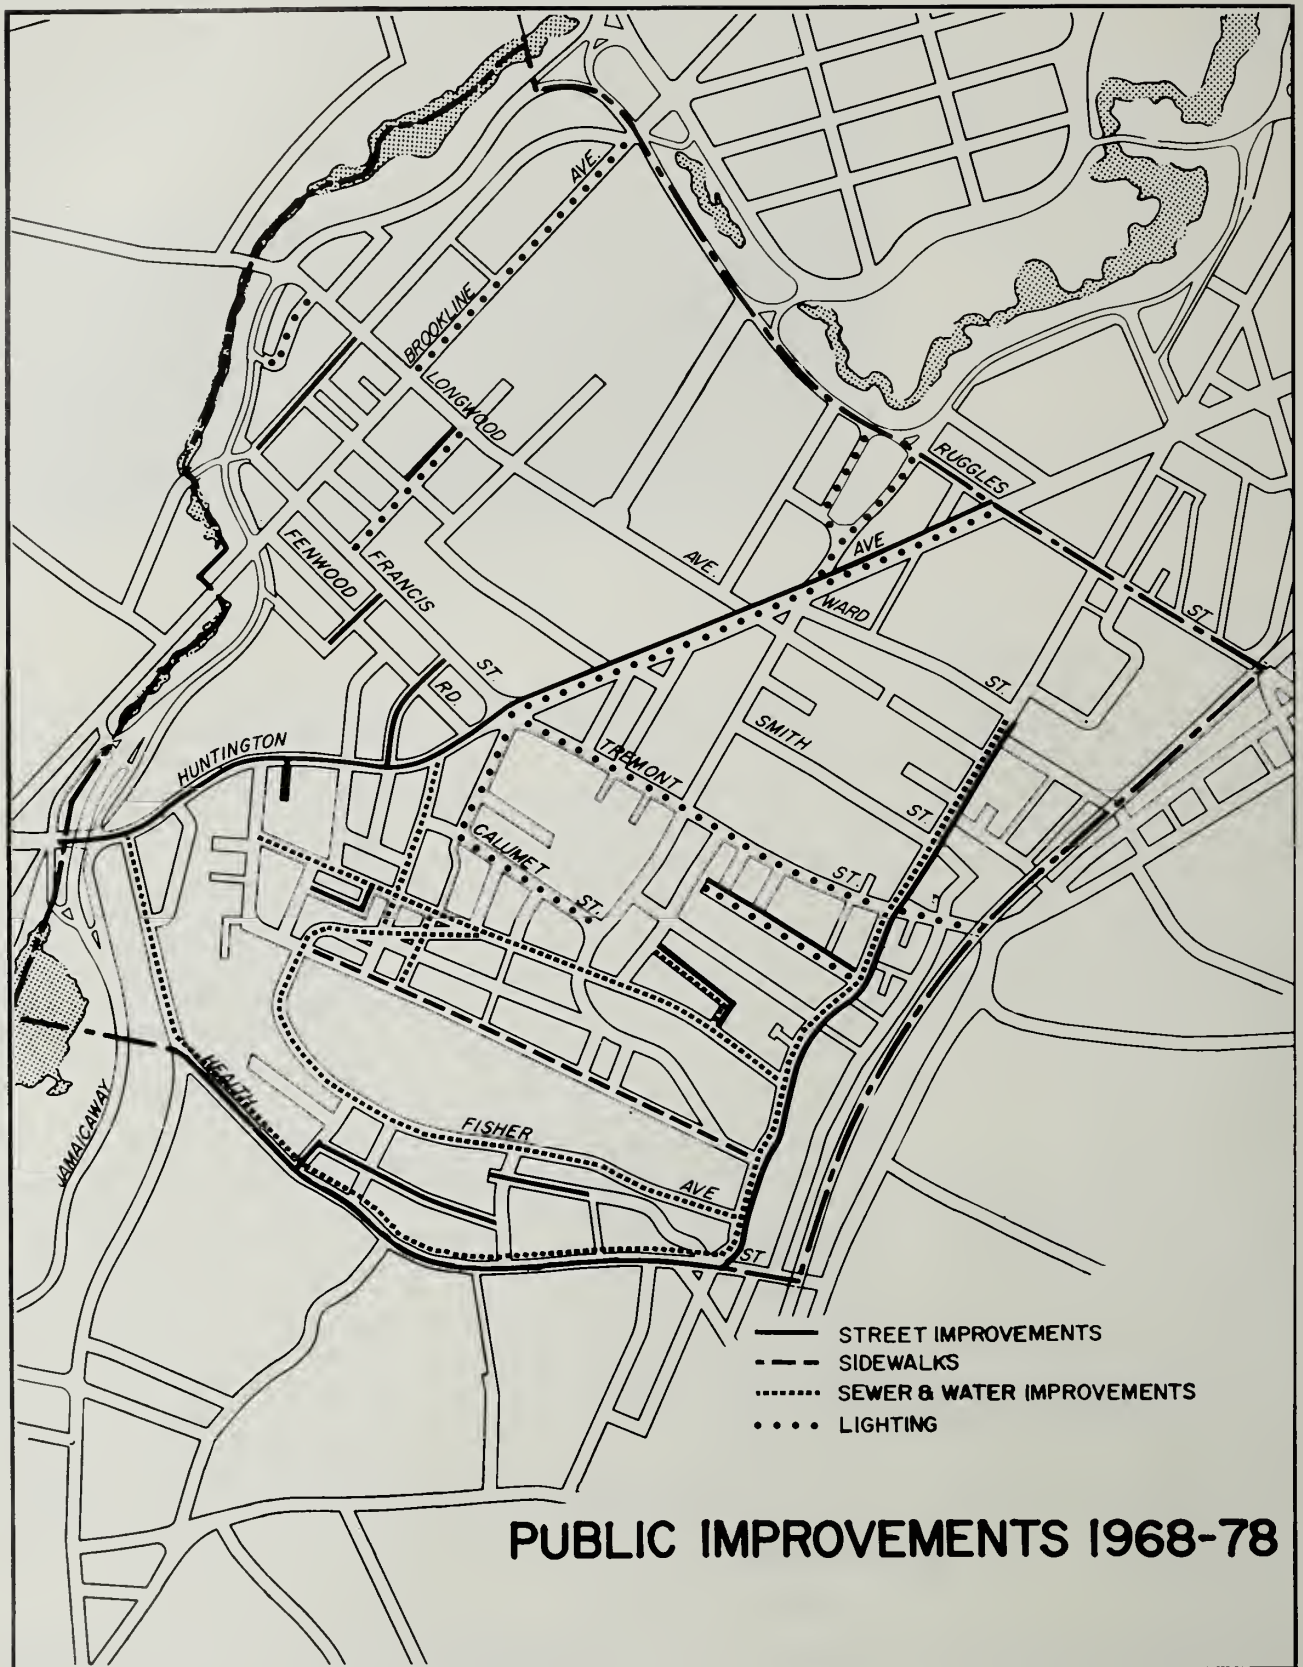 BROOKLINE AVE.
LONGWOOD AVE.
RUGGLES ST.
FENWOOD RD.
FRANCIS ST.
HUNTINGTON AVE
WARD ST.
SMITH ST.
TREMONT ST.
CALUMET ST.
HEALTH ST
FISHER AVE
JAMAICAWAY
STREET IMPROVEMENTS
SIDEWALKS
SEWER & WATER IMPROVEMENTS
LIGHTING
PUBLIC IMPROVEMENTS 1968-78